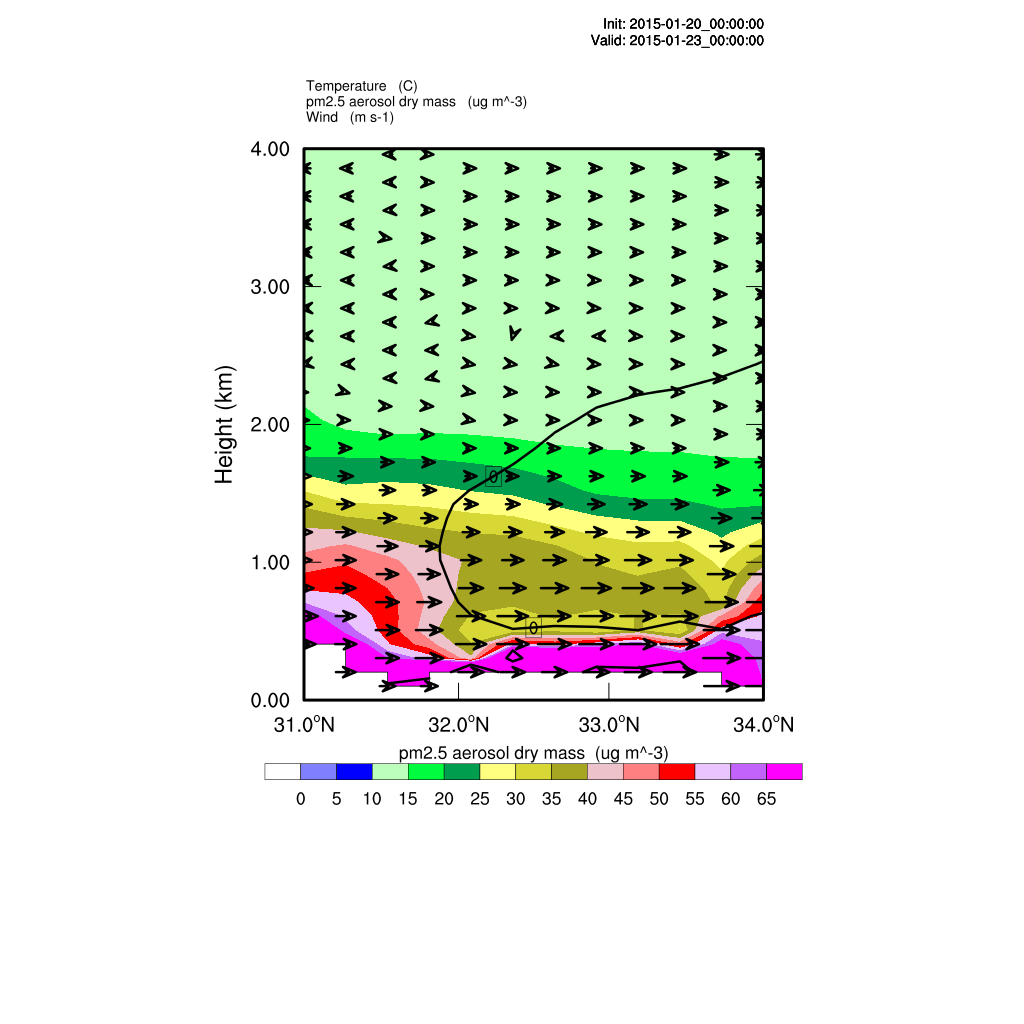 Init: 2015-01-20_00:00:00
Valid: 2015-01-23_00:00:00
Temperature (C)
pm2.5 aerosol dry mass (ug m^-3)
Wind (m s-1)
4.00
3.00
2.00
1.00
0.00
Height (km)
0
0
31.0°N 32.0°N 33.0°N 34.0°N
pm2.5 aerosol dry mass (ug m^-3)
0 5 10 15 20 25 30 35 40 45 50 55 60 65